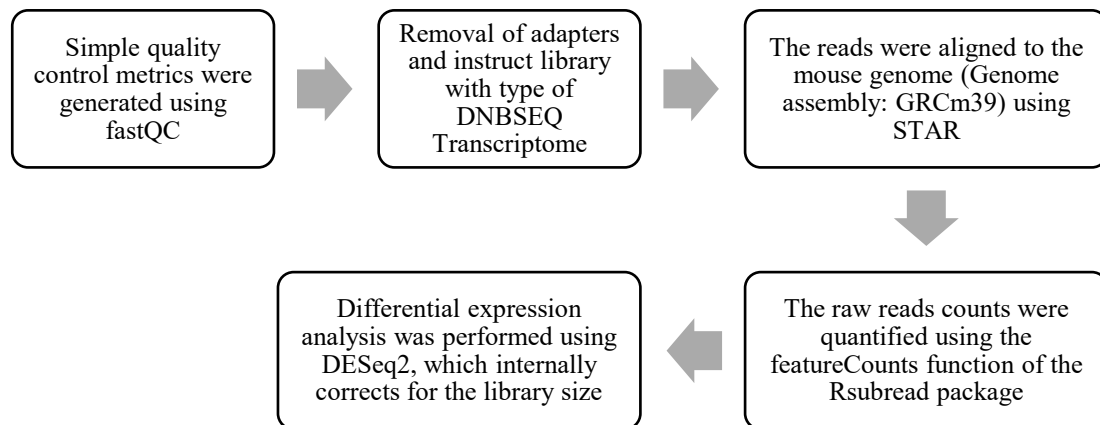 Simple quality
control metrics were
generated using
fastQC
Removal of adapters
and instruct library
with type of
DNBSEQ
Transcriptome
The reads were aligned to the
mouse genome (Genome
assembly: GRCm39) using
STAR
The raw reads counts were
quantified using the
featureCounts function of the
Rsubread package
Differential expression
analysis was performed using
DESeq2, which internally
corrects for the library size